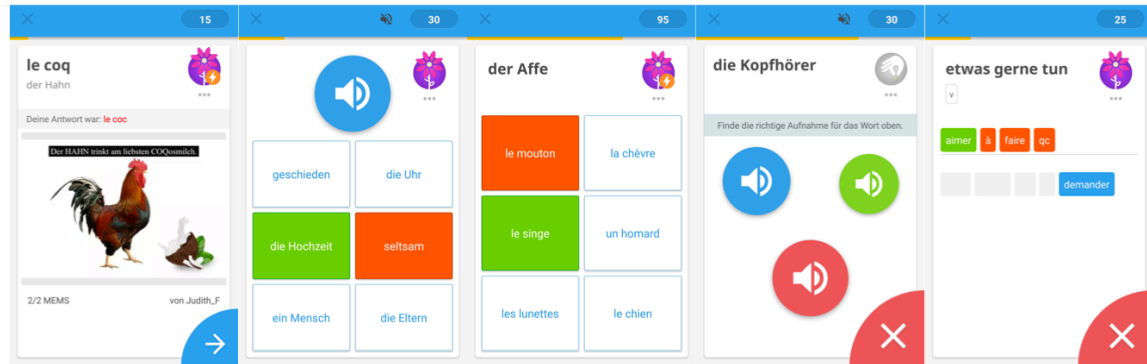 15
le coq
der Hahn
Deine Antwort war: le coc
Der HAHN trinkt am liebsten COQosmilch.
2/2 MEMS
von Judith_F
30
geschieden
die Uhr
die Hochzeit
seltsam
ein Mensch
die Eltern
95
der Affe
le mouton
la chèvre
le singe
un homard
les lunettes
le chien
30
die Kopfhörer
Finde die richtige Aufnahme für das Wort oben.
25
etwas gerne tun
v
aimer à faire qc
demander